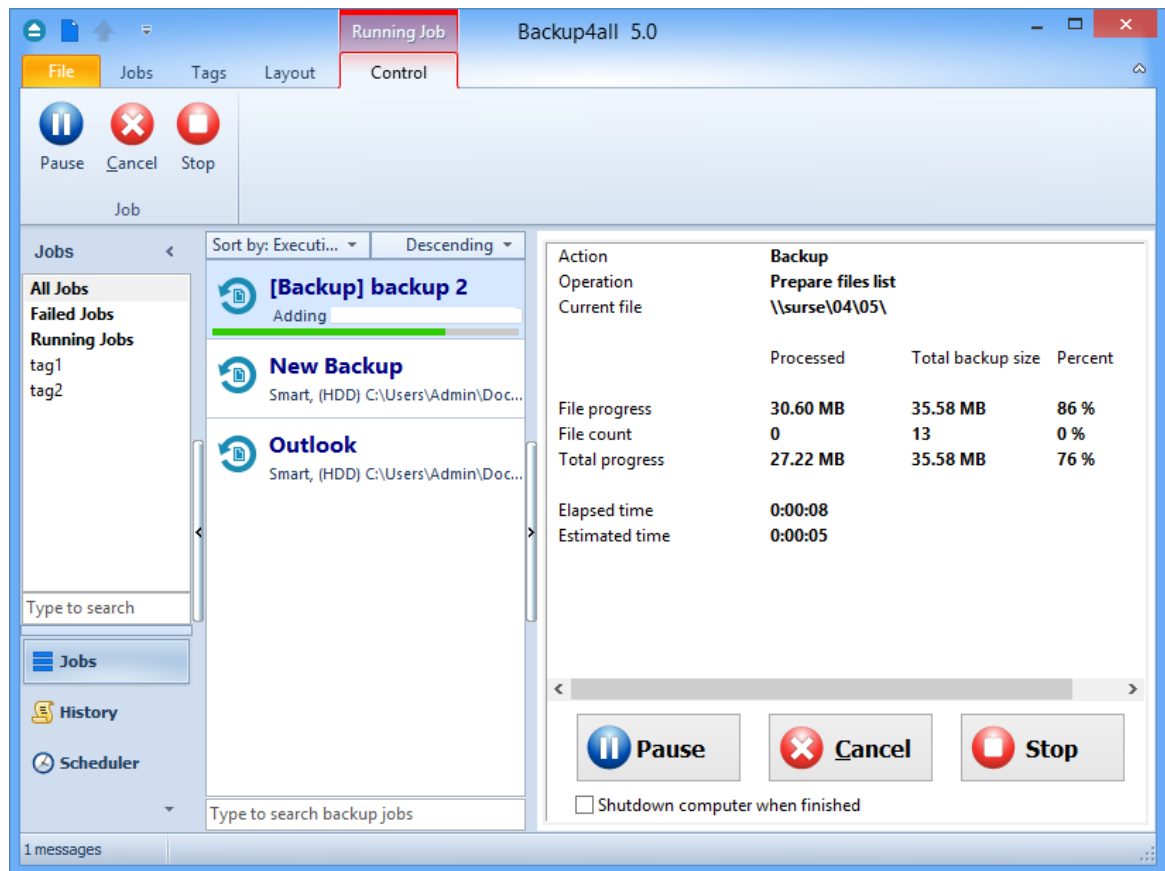 Running Job
Backup4all 5.0
File Jobs Tags Layout Control
Pause Cancel Stop
Job
Jobs
All Jobs
Failed Jobs
Running Jobs
tag1
tag2
Type to search
Jobs
History
Scheduler
Sort by: Executi... Descending
[Backup] backup 2
Adding
New Backup
Smart, (HDD) C:\Users\Admin\Doc...
Outlook
Smart, (HDD) C:\Users\Admin\Doc...
Type to search backup jobs
Action Backup
Operation Prepare files list
Current file \\surse\04\05\
Processed Total backup size Percent
File progress 30.60 MB 35.58 MB 86 %
File count 0 13 0 %
Total progress 27.22 MB 35.58 MB 76 %
Elapsed time 0:00:08
Estimated time 0:00:05
Pause Cancel Stop
Shutdown computer when finished
1 messages